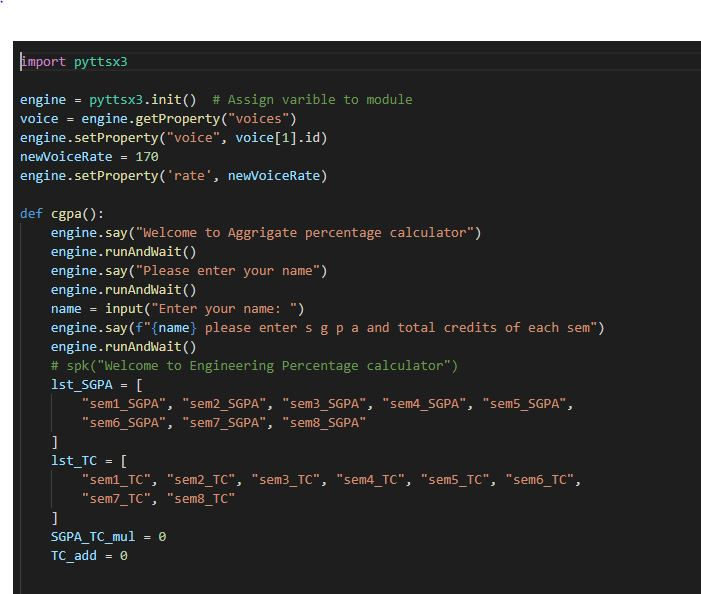 import pyttsx3
engine = pyttsx3.init()  # Assign varible to module
voice = engine.getProperty("voices")
engine.setProperty("voice", voice[1].id)
newVoiceRate = 170
engine.setProperty('rate', newVoiceRate)
def cgpa():
    engine.say("Welcome to Aggrigate percentage calculator")
    engine.runAndWait()
    engine.say("Please enter your name")
    engine.runAndWait()
    name = input("Enter your name: ")
    engine.say(f"{name} please enter s g p a and total credits of each sem")
    engine.runAndWait()
    # spk("Welcome to Engineering Percentage calculator")
    lst_SGPA = [
        "sem1_SGPA", "sem2_SGPA", "sem3_SGPA", "sem4_SGPA", "sem5_SGPA",
        "sem6_SGPA", "sem7_SGPA", "sem8_SGPA"
    ]
    lst_TC = [
        "sem1_TC", "sem2_TC", "sem3_TC", "sem4_TC", "sem5_TC", "sem6_TC",
        "sem7_TC", "sem8_TC"
    ]
    SGPA_TC_mul = 0
    TC_add = 0